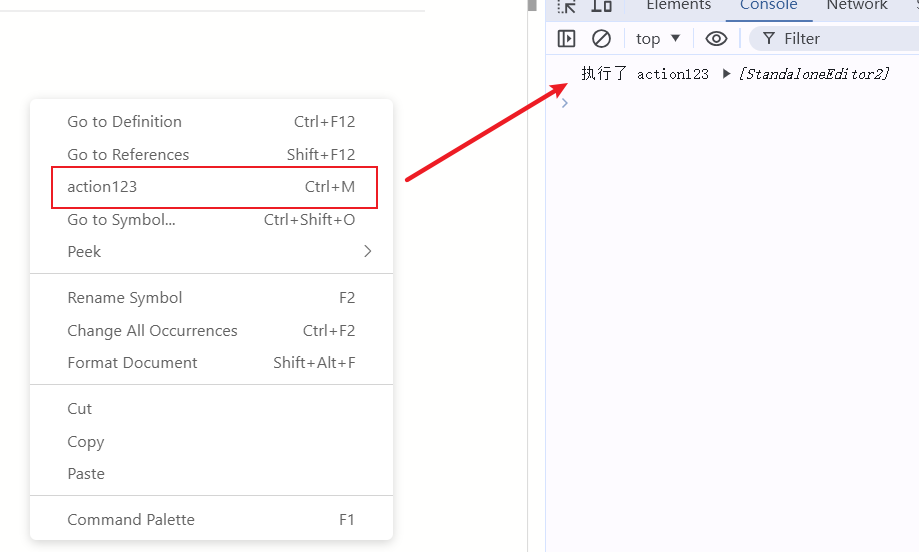 Elements Console Network
top Filter
执行了 action123 [StandaloneEditor2]
Go to Definition Ctrl+F12
Go to References Shift+F12
action123 Ctrl+M
Go to Symbol... Ctrl+Shift+O
Peek
Rename Symbol F2
Change All Occurrences Ctrl+F2
Format Document Shift+Alt+F
Cut
Copy
Paste
Command Palette F1